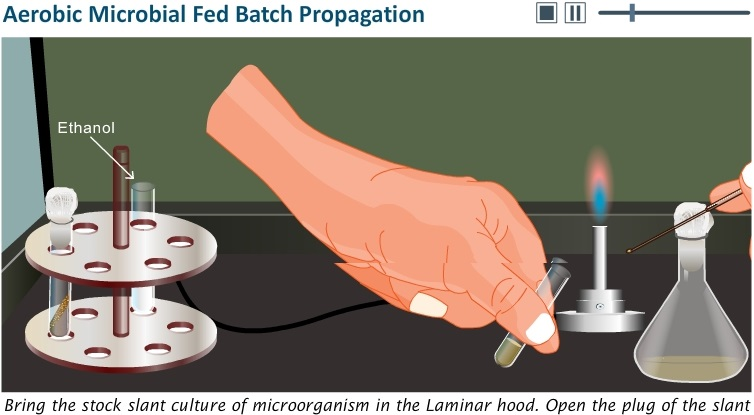 Aerobic Microbial Fed Batch Propagation
Ethanol
Bring the stock slant culture of microorganism in the Laminar hood. Open the plug of the slant